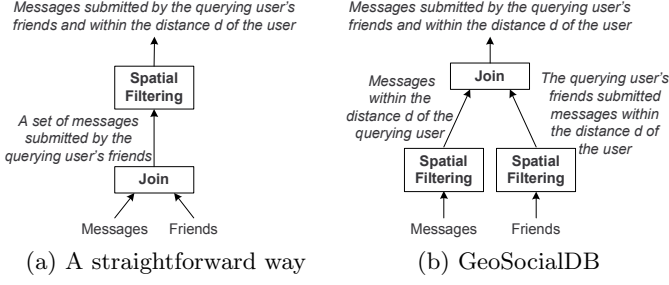 Messages submitted by the querying user's
friends and within the distance d of the user
Spatial
Filtering
A set of messages
submitted by the
querying user's friends
Join
Messages
Friends
(a) A straightforward way
Messages submitted by the querying user's
friends and within the distance d of the user
Join
Messages
within the
distance d of the
querying user
The querying user's
friends submitted
messages within
the distance d of
the user
Spatial
Filtering
Spatial
Filtering
Messages
Friends
(b) GeoSocialDB